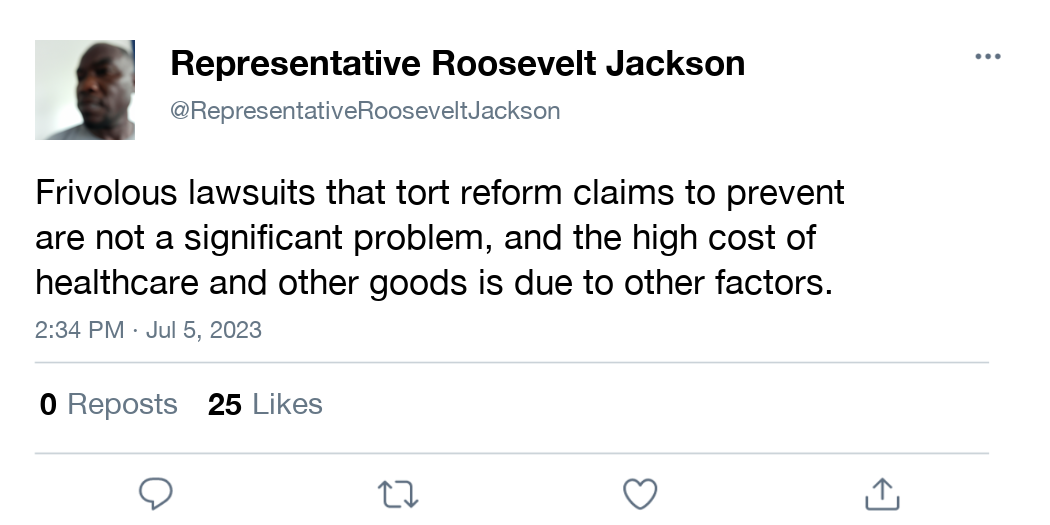 Representative Roosevelt Jackson
@RepresentativeRooseveltJackson
Frivolous lawsuits that tort reform claims to prevent
are not a significant problem, and the high cost of
healthcare and other goods is due to other factors.
2:34 PM · Jul 5, 2023
0 Reposts 25 Likes